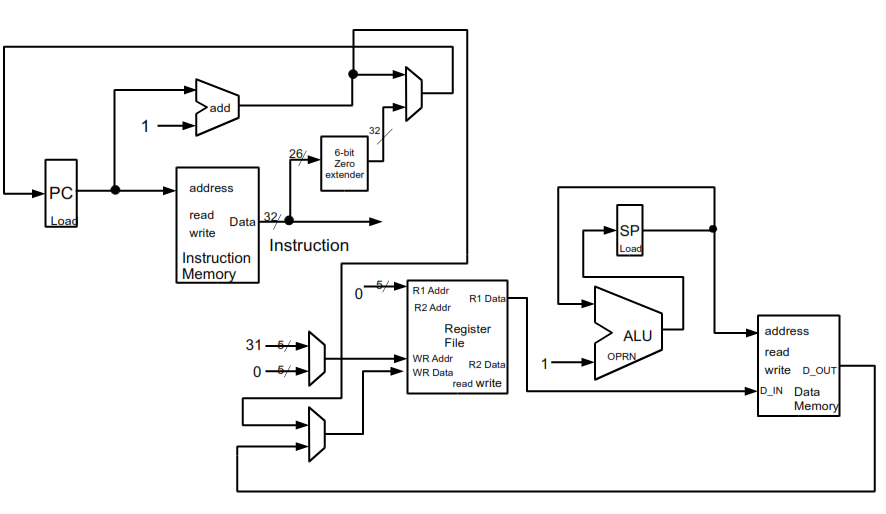 add
1
32
26
6-bit
Zero
extender
PC
Load
address
read
write
Data
32
Instruction
Memory
Instruction
SP
Load
0
5
R1 Addr
R1 Data
R2 Addr
Register
File
31
5
WR Addr
0
5
WR Data
R2 Data
read write
ALU
OPRN
1
address
read
write
D_OUT
D_IN
Data
Memory